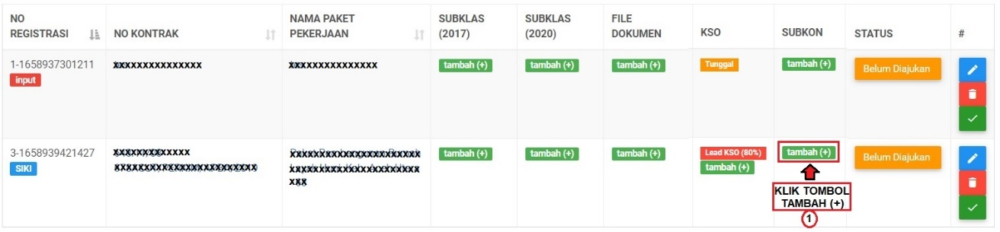 NO REGISTRASI
NO KONTRAK
NAMA PAKET PEKERJAAN
SUBKLAS (2017)
SUBKLAS (2020)
FILE DOKUMEN
KSO
SUBKON
STATUS
#
1-1658937301211
input
xxxxxxxxxxxxxx
tambah (+)
tambah (+)
tambah (+)
Tunggal
tambah (+)
Belum Diajukan
3-1658939421427
SIKI
tambah (+)
tambah (+)
tambah (+)
Lead KSO (80%)
tambah (+)
tambah (+)
Belum Diajukan
KLIK TOMBOL
TAMBAH (+)
1